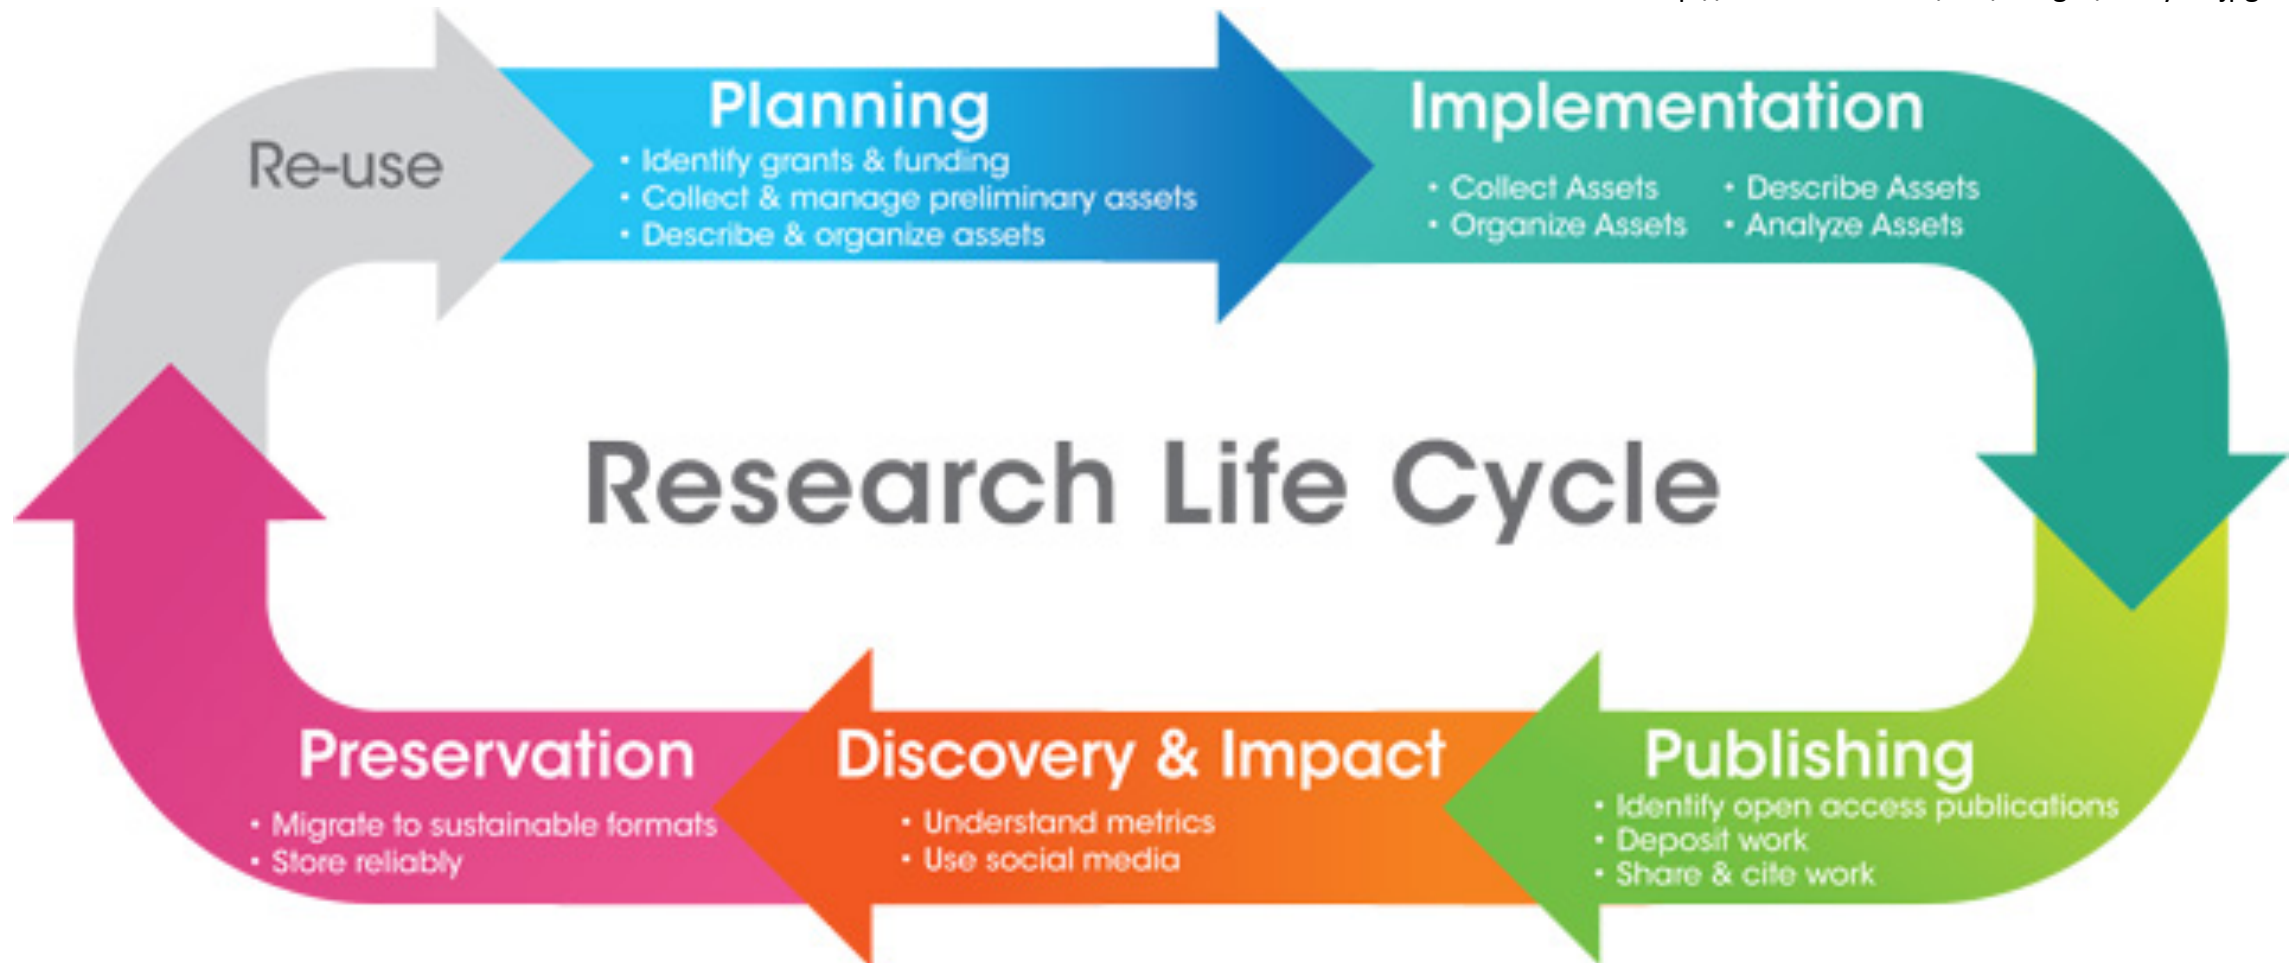 Re-use
Planning
• Identify grants & funding
• Collect & manage preliminary assets
• Describe & organize assets
Implementation
• Collect Assets
• Organize Assets
• Describe Assets
• Analyze Assets
Research Life Cycle
Publishing
• Identify open access publications
• Deposit work
• Share & cite work
Discovery & Impact
• Understand metrics
• Use social media
Preservation
• Migrate to sustainable formats
• Store reliably